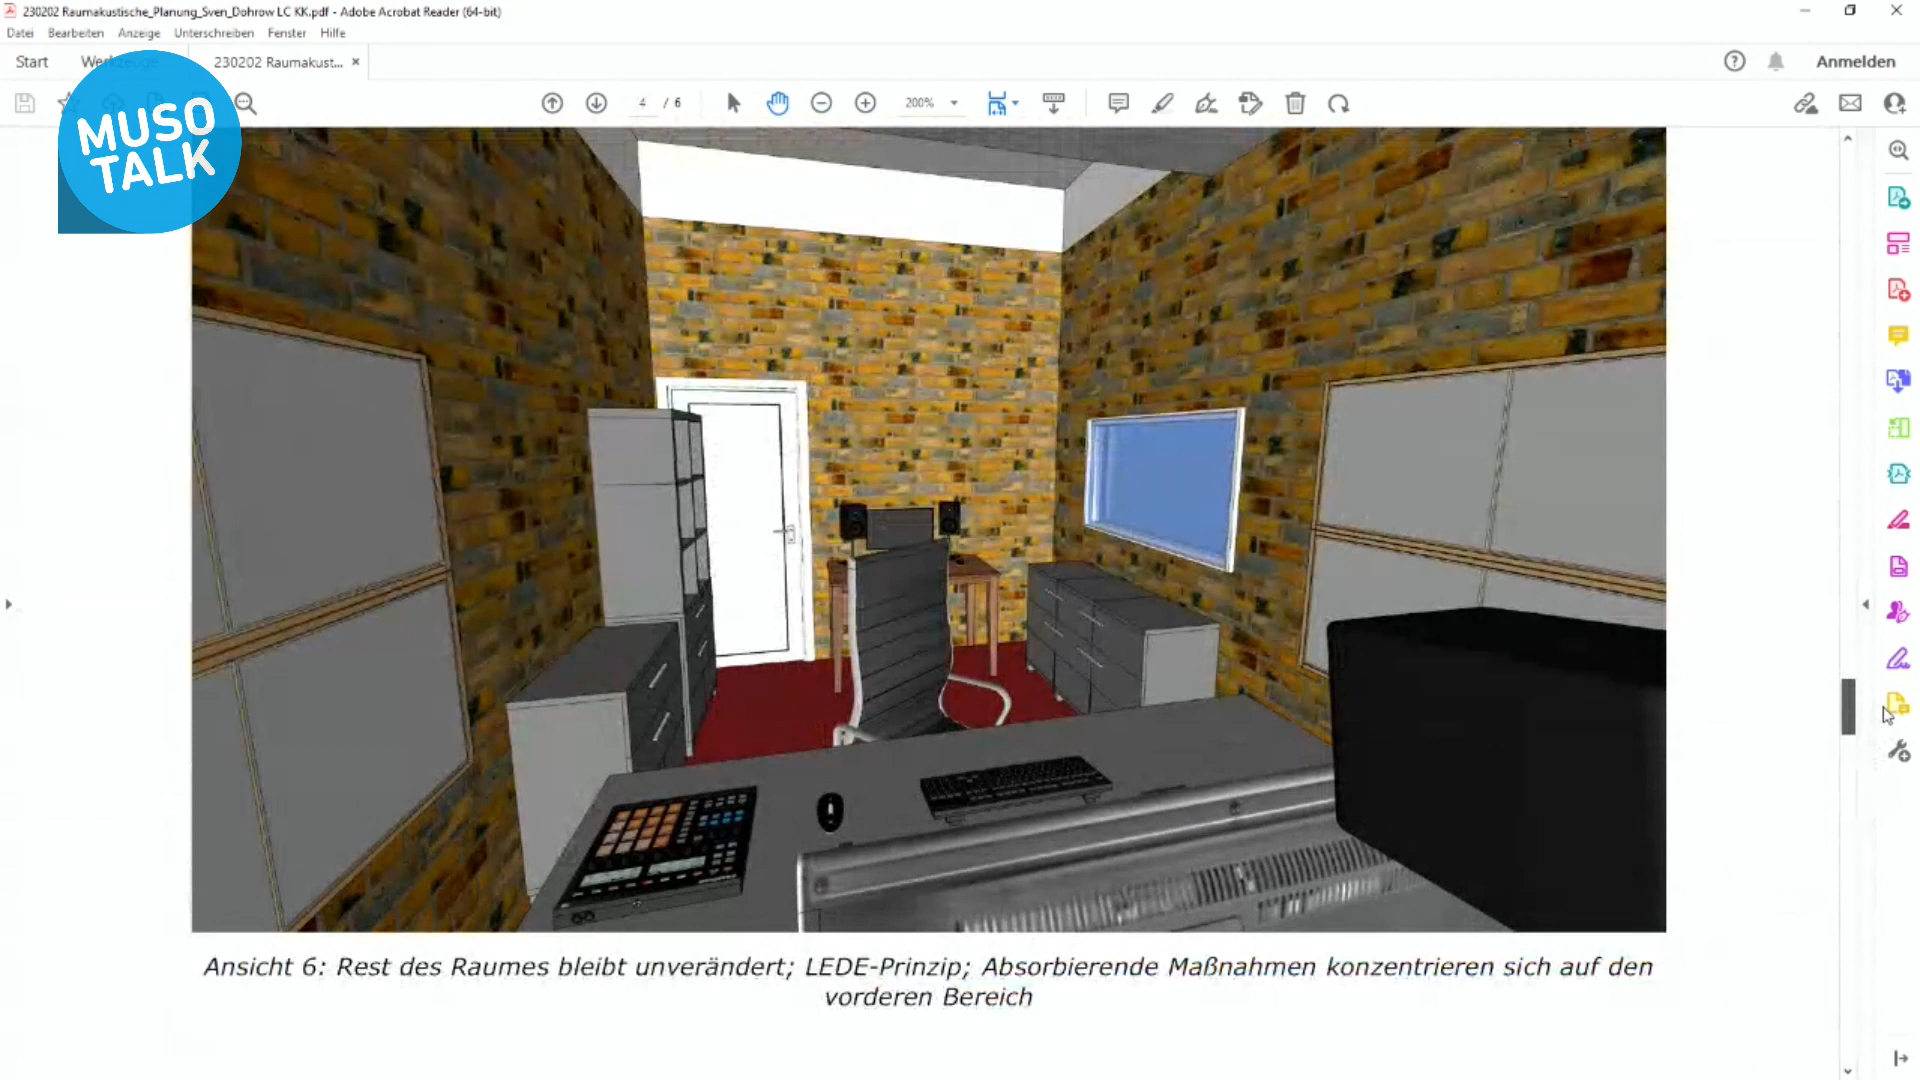 230202 Raumakustische_Planung_Sven_Dohrow LC KK.pdf - Adobe Acrobat Reader (64-bit)
Datei Bearbeiten Anzeige Unterschreiben Fenster Hilfe
Start Werkzeuge 230202 Raumakust... Anmelden
4 / 6 200%
MUSO
TALK
Ansicht 6: Rest des Raumes bleibt unverändert; LEDE-Prinzip; Absorbierende Maßnahmen konzentrieren sich auf den
vorderen Bereich